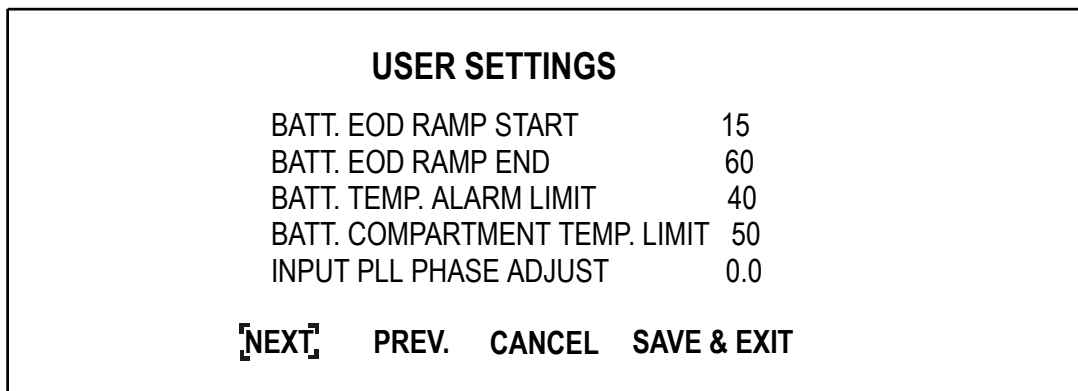 USER SETTINGS
BATT. EOD RAMP START 15
BATT. EOD RAMP END 60
BATT. TEMP. ALARM LIMIT 40
BATT. COMPARTMENT TEMP. LIMIT 50
INPUT PLL PHASE ADJUST 0.0
NEXT PREV. CANCEL SAVE & EXIT